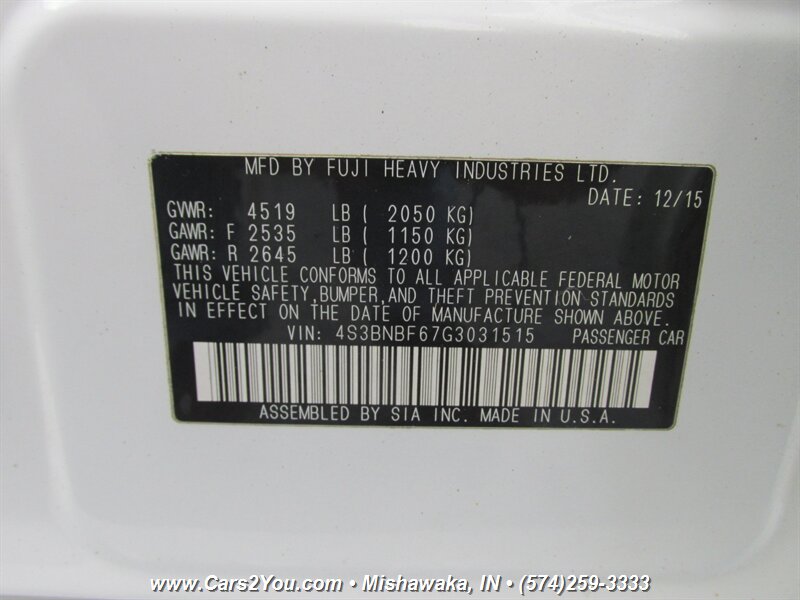 MFD BY FUJI HEAVY INDUSTRIES LTD.
DATE: 12/15
GVWR: 4519 LB ( 2050 KG)
GAWR: F 2535 LB ( 1150 KG)
GAWR: R 2645 LB ( 1200 KG)
THIS VEHICLE CONFORMS TO ALL APPLICABLE FEDERAL MOTOR
VEHICLE SAFETY,BUMPER,AND THEFT PREVENTION STANDARDS
IN EFFECT ON THE DATE OF MANUFACTURE SHOWN ABOVE.
VIN: 4S3BNBF67G3031515 PASSENGER CAR
ASSEMBLED BY SIA INC. MADE IN U.S.A.
www.Cars2You.com • Mishawaka, IN • (574)259-3333